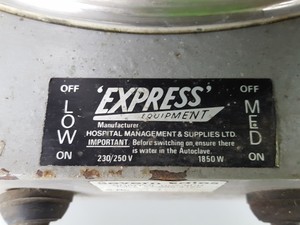 OFF
OFF
'EXPRESS'
EQUIPMENT
LOW
MED
Manufacturer
HOSPITAL MANAGEMENT & SUPPLIES LTD.
IMPORTANT. Before switching on, ensure there
is water in the Autoclave.
ON
230/250 V
1850 W
ON